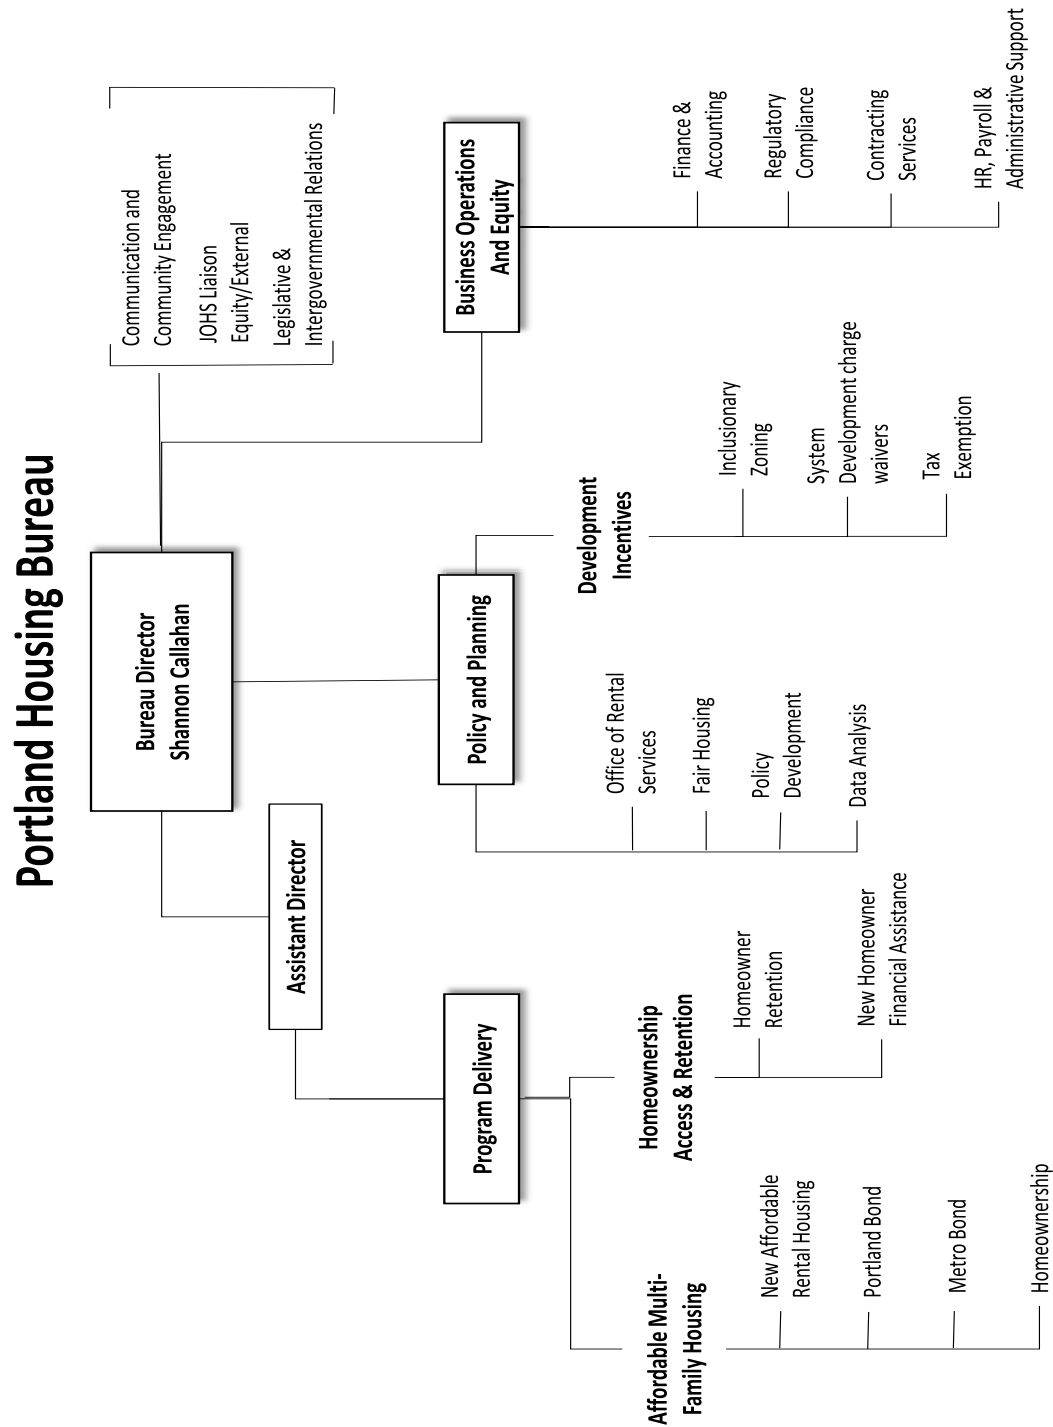 Portland Housing Bureau
Bureau Director
Shannon Callahan
Communication and
Community Engagement
JOHS Liaison
Equity/External
Legislative &
Intergovernmental Relations
Assistant Director
Program Delivery
Policy and Planning
Business Operations
And Equity
Affordable Multi-
Family Housing
New Affordable
Rental Housing
Portland Bond
Metro Bond
Homeownership
Homeownership
Access & Retention
Homeowner
Retention
New Homeowner
Financial Assistance
Office of Rental
Services
Fair Housing
Policy
Development
Data Analysis
Development
Incentives
Inclusionary
Zoning
System
Development charge
waivers
Tax
Exemption
Finance &
Accounting
Regulatory
Compliance
Contracting
Services
HR, Payroll &
Administrative Support